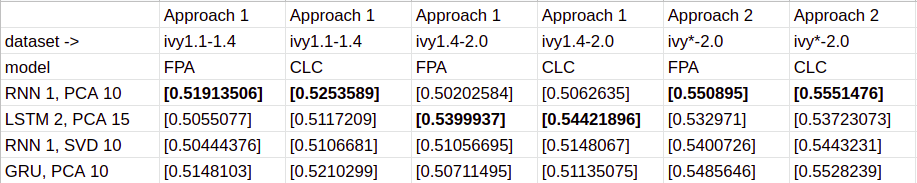 Approach 1 Approach 1 Approach 1 Approach 1 Approach 2 Approach 2
dataset -> ivy1.1-1.4 ivy1.1-1.4 ivy1.4-2.0 ivy1.4-2.0 ivy*-2.0 ivy*-2.0
model FPA CLC FPA CLC FPA CLC
RNN 1, PCA 10 [0.51913506] [0.5253589] [0.50202584] [0.5062635] [0.550895] [0.5551476]
LSTM 2, PCA 15 [0.5055077] [0.5117209] [0.5399937] [0.54421896] [0.532971] [0.53723073]
RNN 1, SVD 10 [0.50444376] [0.5106681] [0.51056695] [0.5148067] [0.5400726] [0.5443231]
GRU, PCA 10 [0.5148103] [0.5210299] [0.50711495] [0.51135075] [0.5485646] [0.5528239]